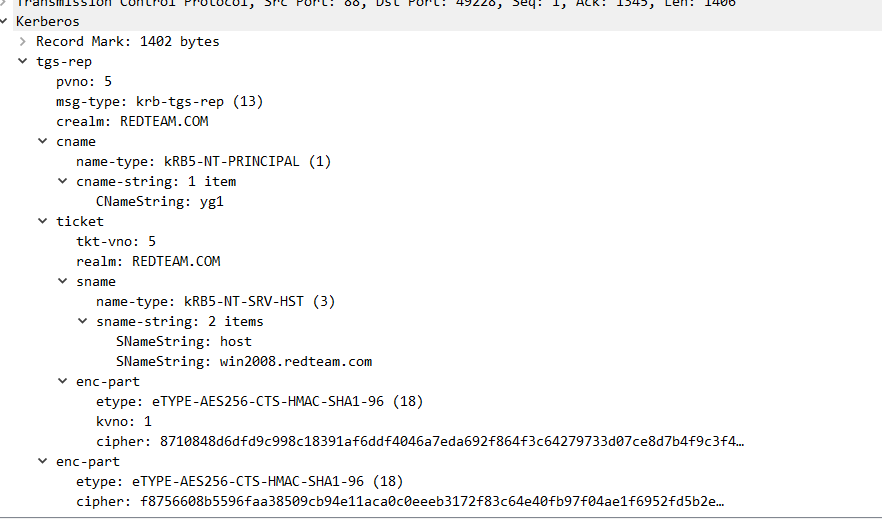 Transmission Control Protocol, Src Port: 88, Dst Port: 49228, Seq: 1, Ack: 1345, Len: 1406
Kerberos
Record Mark: 1402 bytes
tgs-rep
pvno: 5
msg-type: krb-tgs-rep (13)
crealm: REDTEAM.COM
cname
name-type: kRB5-NT-PRINCIPAL (1)
cname-string: 1 item
CNameString: yg1
ticket
tkt-vno: 5
realm: REDTEAM.COM
sname
name-type: kRB5-NT-SRV-HST (3)
sname-string: 2 items
SNameString: host
SNameString: win2008.redteam.com
enc-part
etype: eTYPE-AES256-CTS-HMAC-SHA1-96 (18)
kvno: 1
cipher: 8710848d6dfd9c998c18391af6ddf4046a7eda692f864f3c64279733d07ce8d7b4f9c3f4…
enc-part
etype: eTYPE-AES256-CTS-HMAC-SHA1-96 (18)
cipher: f8756608b5596faa38509cb94e11aca0c0eeeb3172f83c64e40fb97f04ae1f6952fd5b2e…